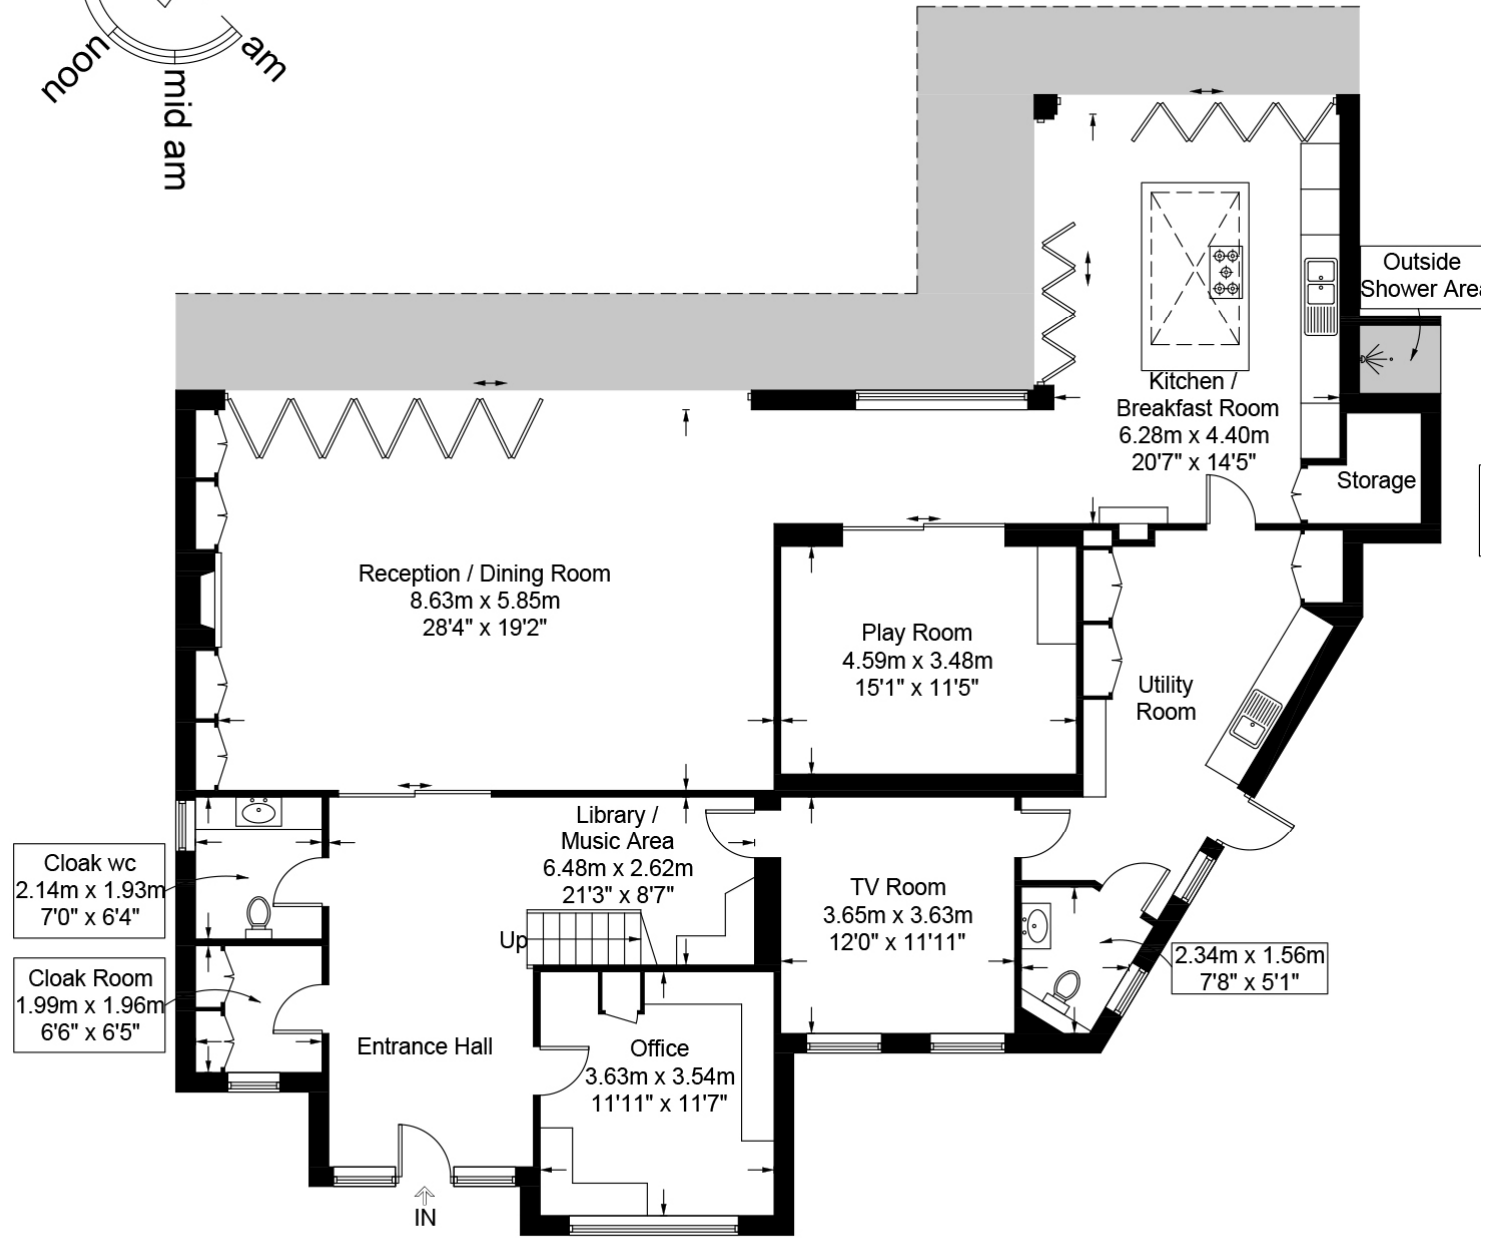 noon
mid am
am
Outside
Shower Area
Kitchen /
Breakfast Room
6.28m x 4.40m
20'7" x 14'5"
Storage
Reception / Dining Room
8.63m x 5.85m
28'4" x 19'2"
Play Room
4.59m x 3.48m
15'1" x 11'5"
Utility
Room
Library /
Music Area
6.48m x 2.62m
21'3" x 8'7"
Cloak wc
2.14m x 1.93m
7'0" x 6'4"
TV Room
3.65m x 3.63m
12'0" x 11'11"
Up
2.34m x 1.56m
7'8" x 5'1"
Cloak Room
1.99m x 1.96m
6'6" x 6'5"
Entrance Hall
Office
3.63m x 3.54m
11'11" x 11'7"
IN